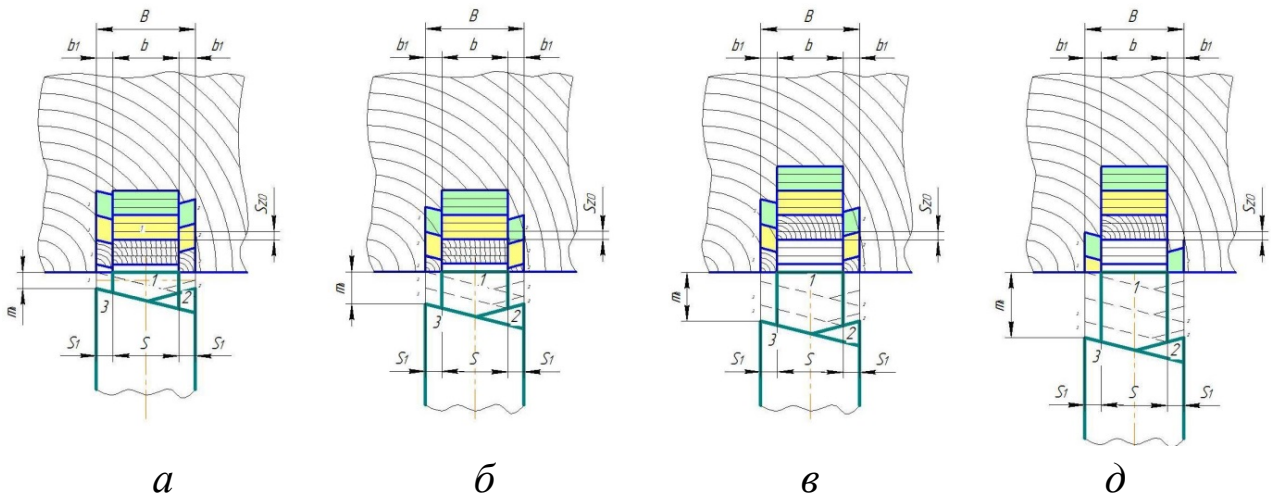 B B B B
b1 b b1 b1 b b1 b1 b b1 b1 b b1
Sz0 Sz0 Sz0 Sz0
1
1 1 1 1
m m m m
3 2 3 2 3 2 3 2
S1 S S1 S1 S S1 S1 S S1 S1 S S1
а б в д